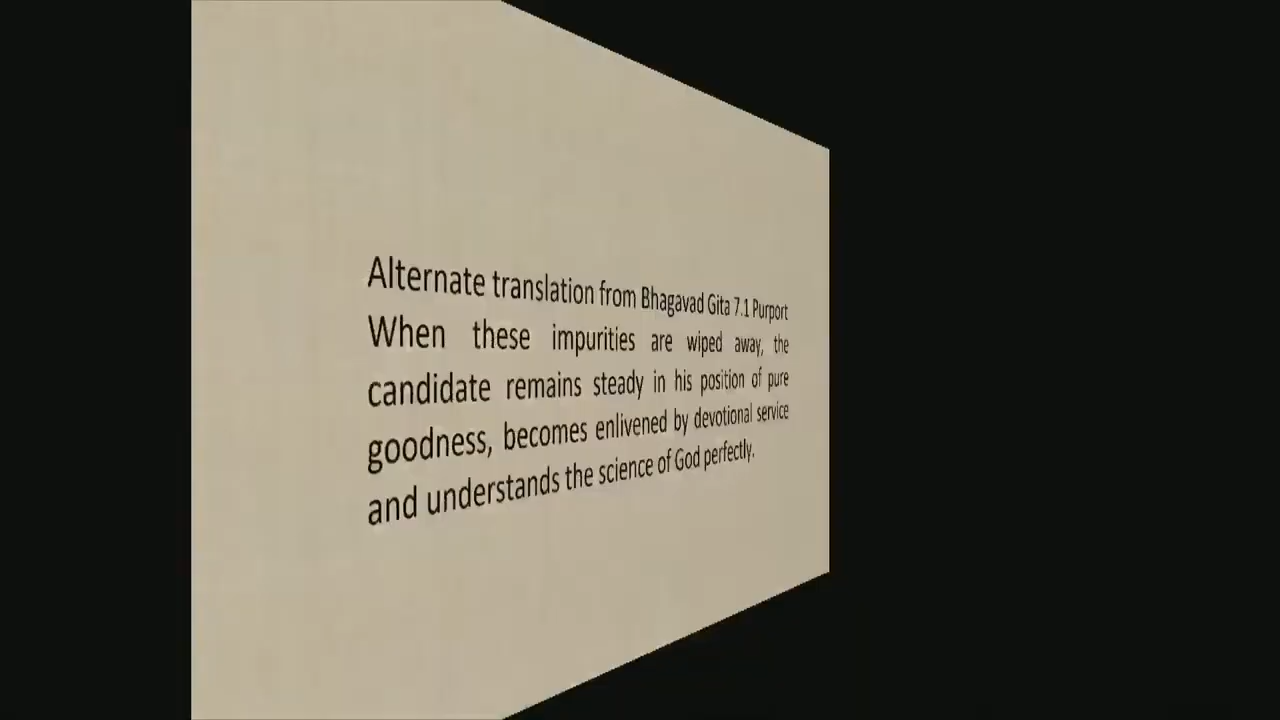 Alternate translation from Bhagavad Gita 7.1 Purport
When these impurities are wiped away, the
candidate remains steady in his position of pure
goodness, becomes enlivened by devotional service
and understands the science of God perfectly.